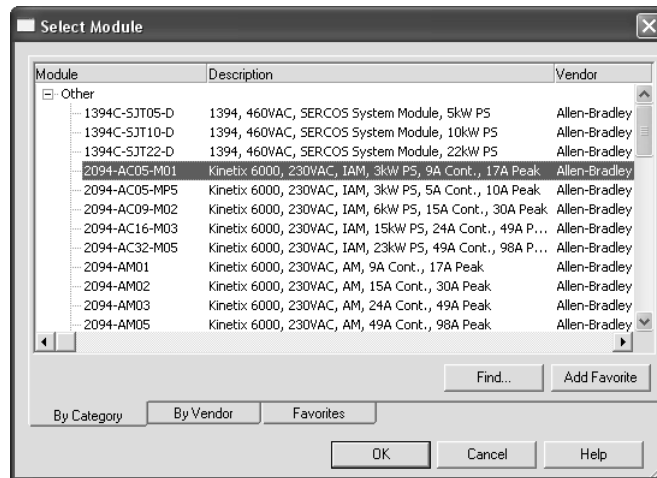 Select Module
Module Description Vendor
Other
1394C-SJT05-D 1394, 460VAC, SERCOS System Module, 5kW PS Allen-Bradley
1394C-SJT10-D 1394, 460VAC, SERCOS System Module, 10kW PS Allen-Bradley
1394C-SJT22-D 1394, 460VAC, SERCOS System Module, 22kW PS Allen-Bradley
2094-AC05-M01 Kinetix 6000, 230VAC, IAM, 3kW PS, 9A Cont., 17A Peak Allen-Bradley
2094-AC05-MP5 Kinetix 6000, 230VAC, IAM, 3kW PS, 5A Cont., 10A Peak Allen-Bradley
2094-AC09-M02 Kinetix 6000, 230VAC, IAM, 6kW PS, 15A Cont., 30A Peak Allen-Bradley
2094-AC16-M03 Kinetix 6000, 230VAC, IAM, 15kW PS, 24A Cont., 49A P... Allen-Bradley
2094-AC32-M05 Kinetix 6000, 230VAC, IAM, 23kW PS, 49A Cont., 98A P... Allen-Bradley
2094-AM01 Kinetix 6000, 230VAC, AM, 9A Cont., 17A Peak Allen-Bradley
2094-AM02 Kinetix 6000, 230VAC, AM, 15A Cont., 30A Peak Allen-Bradley
2094-AM03 Kinetix 6000, 230VAC, AM, 24A Cont., 49A Peak Allen-Bradley
2094-AM05 Kinetix 6000, 230VAC, AM, 49A Cont., 98A Peak Allen-Bradley
Find... Add Favorite
By Category By Vendor Favorites
OK Cancel Help